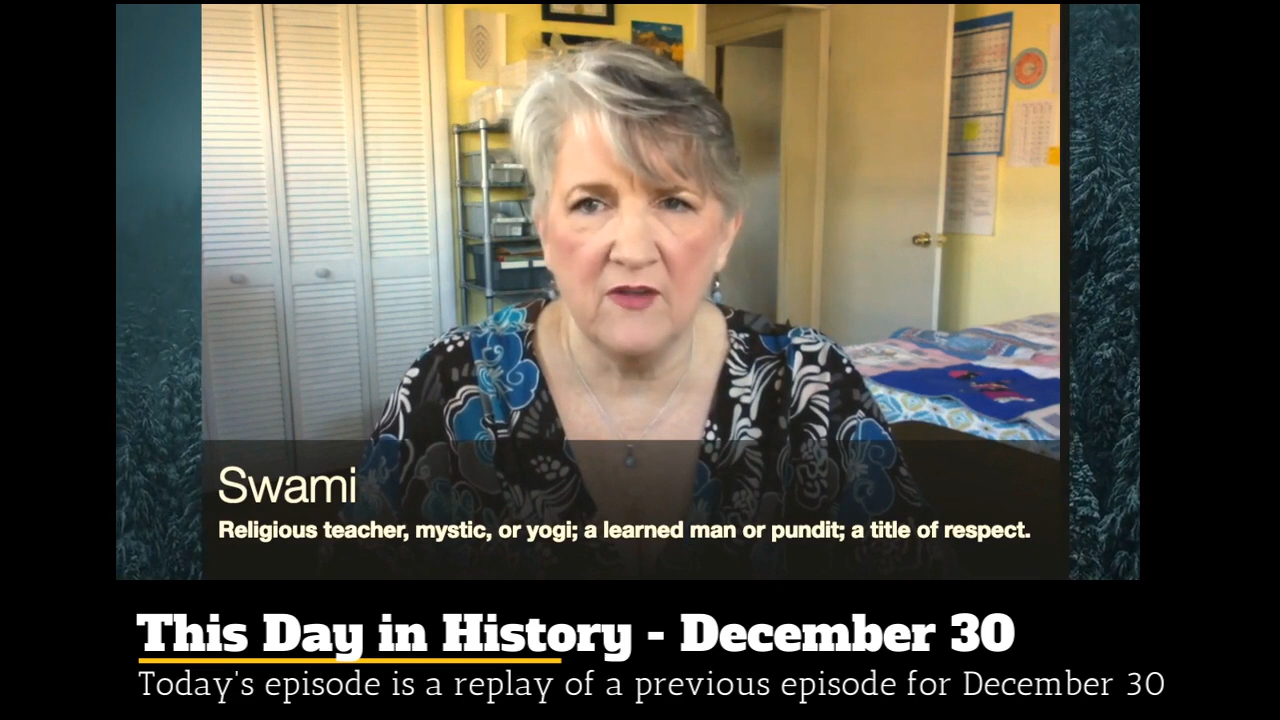 Swami
Religious teacher, mystic, or yogi; a learned man or pundit; a title of respect.
This Day in History - December 30
Today's episode is a replay of a previous episode for December 30